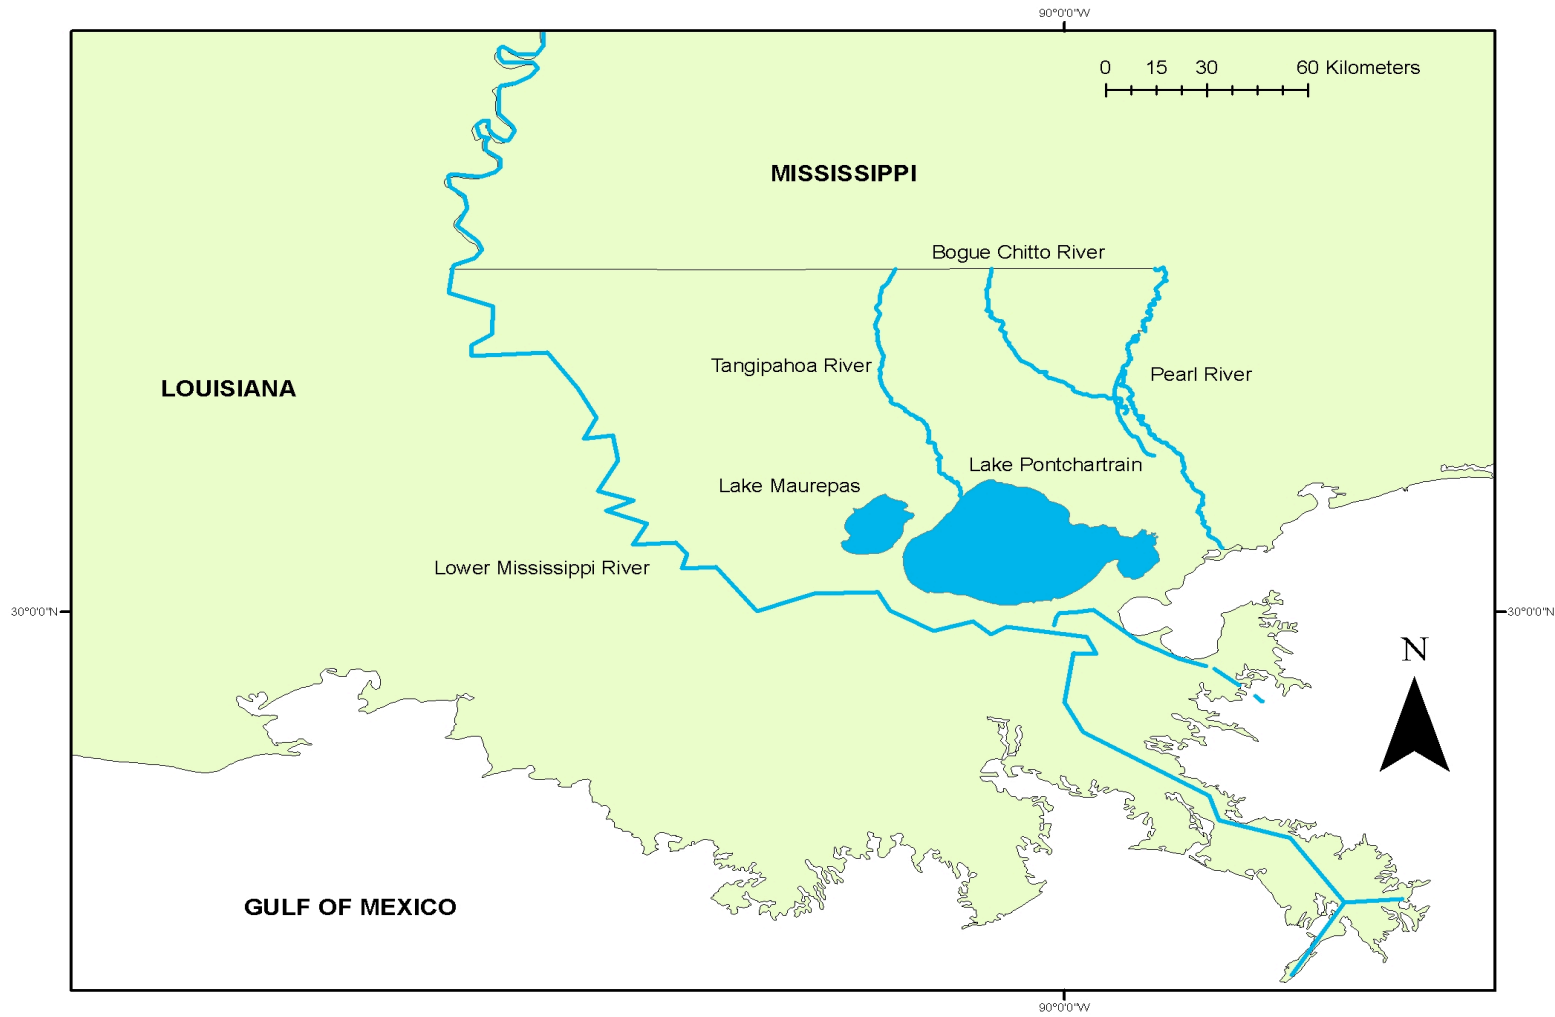 90°0'0"W
0 15 30 60 Kilometers
MISSISSIPPI
Bogue Chitto River
Tangipahoa River
Pearl River
LOUISIANA
Lake Pontchartrain
Lake Maurepas
Lower Mississippi River
30°0'0"N
30°0'0"N
N
GULF OF MEXICO
90°0'0"W